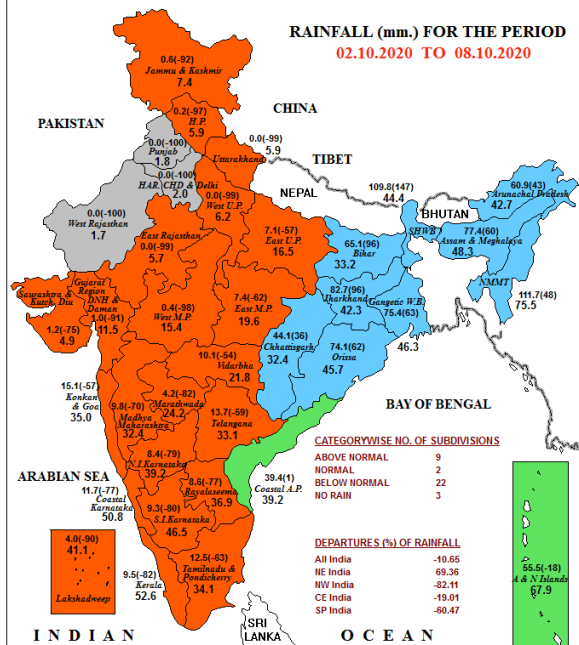 RAINFALL (mm.) FOR THE PERIOD
02.10.2020 TO 08.10.2020
0.6(-92)
Jammu & Kashmir
7.4
CHINA
0.2(-97)
H.P.
5.9
PAKISTAN
0.0(-100)
Punjab
1.8
0.0(-99)
5.9
Uttarakhand
TIBET
0.0(-100)
HAR. CHD & Delhi
2.0
NEPAL
109.8(147)
44.4
SHWB
BHUTAN
60.9(43)
Arunachal Pradesh
42.7
0.0(-100)
West Rajasthan
1.7
0.0(-99)
West U.P.
6.2
East Rajasthan
0.0(-99)
5.7
7.1(-57)
East U.P.
16.5
65.1(96)
Bihar
33.2
77.4(60)
Assam & Meghalaya
48.3
NMMT
111.7(48)
75.5
Saurashtra &
Kutch, Diu
1.2(-75)
4.9
Gujarat
Region
DNH &
Daman
1.0(-91)
11.5
0.4(-98)
West M.P.
15.4
7.4(-62)
East M.P.
19.6
82.7(96)
Jharkhand
42.3
Gangetic W.B.
75.4(63)
46.3
44.1(36)
Chhattisgarh
32.4
74.1(62)
Orissa
45.7
10.1(-54)
Vidarbha
21.8
15.1(-57)
Konkan
& Goa
35.0
9.8(-70)
Madhya
Maharashtra
32.4
4.2(-82)
Marathwada
24.2
13.7(-59)
Telangana
33.1
BAY OF BENGAL
8.4(-79)
N.I.Karnataka
39.2
ARABIAN SEA
11.7(-77)
Coastal
Karnataka
50.8
8.6(-77)
Rayalaseema
36.9
39.4(1)
Coastal A.P.
39.2
9.3(-80)
S.I.Karnataka
46.5
CATEGORYWISE NO. OF SUBDIVISIONS
ABOVE NORMAL 9
NORMAL 2
BELOW NORMAL 22
NO RAIN 3
4.0(-90)
41.1
Lakshadweep
9.5(-82)
Kerala
52.6
12.5(-63)
Tamilnadu &
Pondicherry
34.1
DEPARTURES (%) OF RAINFALL
All India -10.65
NE India 69.36
NW India -82.11
CE India -19.01
SP India -60.47
55.5(-18)
A & N Islands
67.9
SRI
LANKA
INDIAN OCEAN